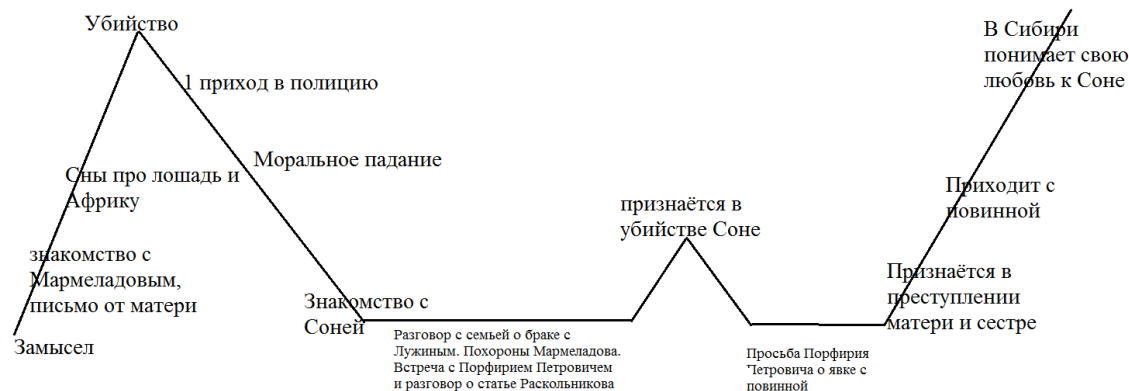 Убийство
1 приход в полицию
Моральное падание
Сны про лошадь и
Африку
знакомство с
Мармеладовым,
письмо от матери
Замысел
Знакомство с
Соней
Разговор с семьей о браке с
Лужиным. Похороны Мармеладова.
Встреча с Порфирием Петровичем
и разговор о статье Раскольникова
признаётся в
убийстве Соне
Просьба Порфирия
Петровича о явке с
повинной
Признаётся в
преступлении
матери и сестре
Приходит с
повинной
В Сибири
понимает свою
любовь к Соне